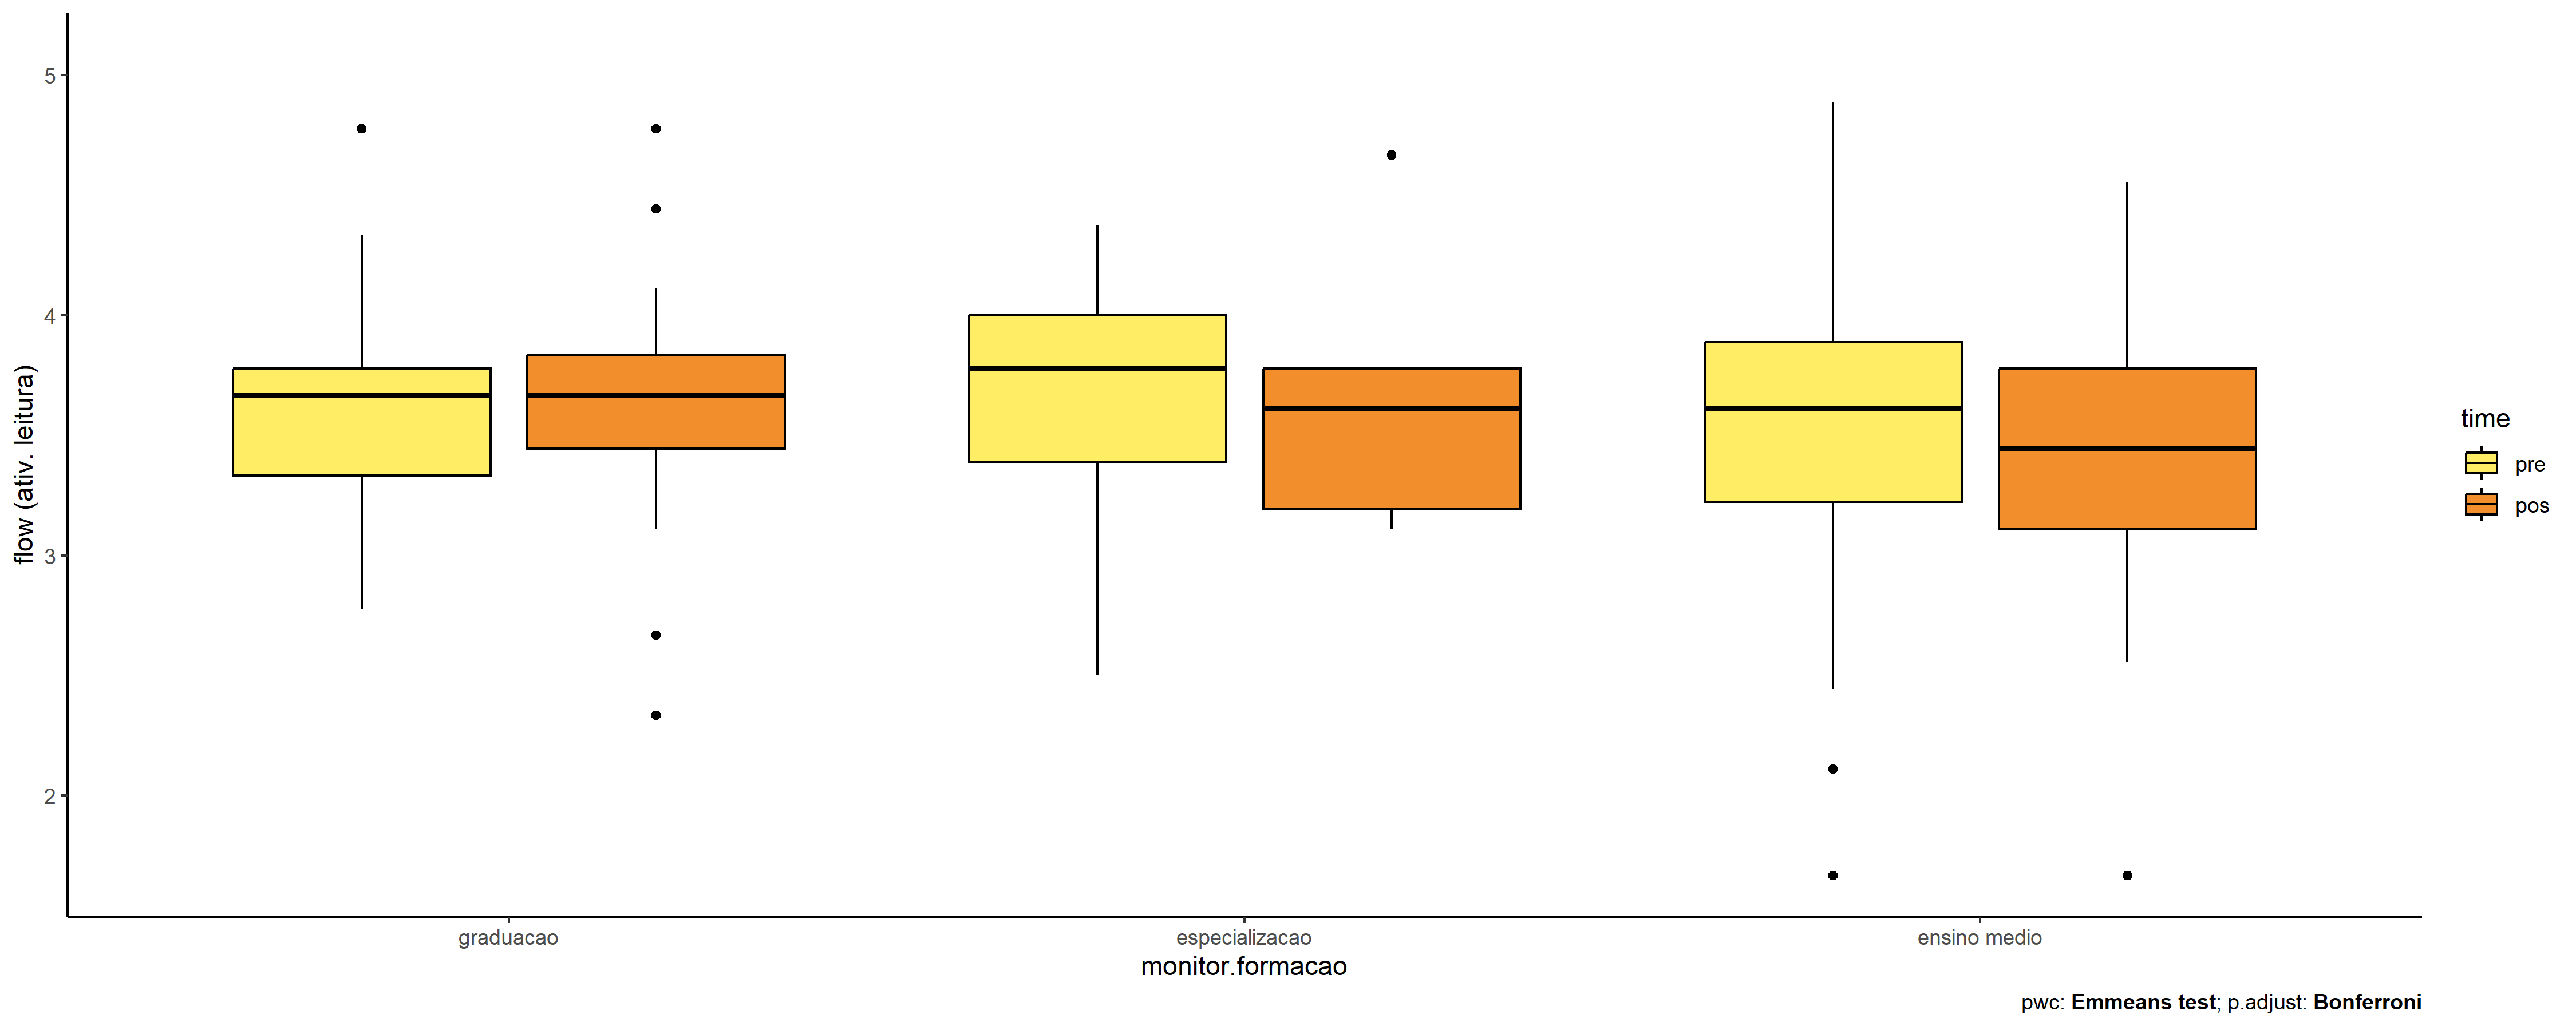 5
4
3
2
flow (ativ. leitura)
graduacao
especializacao
ensino medio
monitor.formacao
time
pre
pos
pwc: Emmeans test; p.adjust: Bonferroni